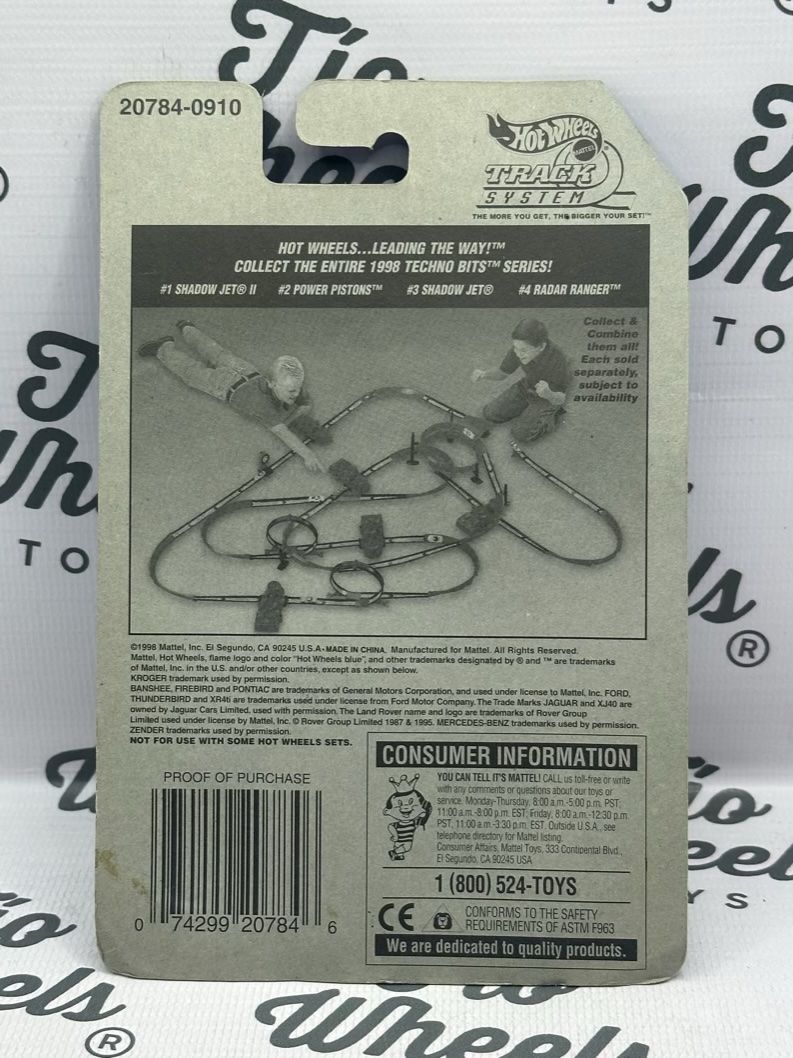 20784-0910
HOT WHEELS
MATTEL
TRACK
SYSTEM
THE MORE YOU GET, THE BIGGER YOUR SET!™
HOT WHEELS...LEADING THE WAY!™
COLLECT THE ENTIRE 1998 TECHNO BITS™ SERIES!
#1 SHADOW JET® II #2 POWER PISTONS™ #3 SHADOW JET® #4 RADAR RANGER™
Collect &
Combine
them all!
Each sold
separately,
subject to
availability
©1998 Mattel, Inc. El Segundo, CA 90245 U.S.A • MADE IN CHINA. Manufactured for Mattel. All Rights Reserved.
Mattel, Hot Wheels, flame logo and color "Hot Wheels blue", and other trademarks designated by ® and ™ are trademarks
of Mattel, Inc. in the U.S. and/or other countries, except as shown below.
KROGER trademark used by permission.
BANSHEE, FIREBIRD and PONTIAC are trademarks of General Motors Corporation, and used under license to Mattel, Inc. FORD,
THUNDERBIRD and XR4ti are trademarks used under license from Ford Motor Company. The Trade Marks JAGUAR and XJ40 are
owned by Jaguar Cars Limited, used with permission. The Land Rover name and logo are trademarks of Rover Group
Limited used under license by Mattel, Inc. © Rover Group Limited 1987 & 1995. MERCEDES-BENZ trademarks used by permission.
ZENDER trademarks used by permission.
NOT FOR USE WITH SOME HOT WHEELS SETS.
PROOF OF PURCHASE
0 74299 20784 6
CONSUMER INFORMATION
YOU CAN TELL IT'S MATTEL! CALL us toll-free or write
with any comments or questions about our toys or
service. Monday-Thursday, 8:00 a.m.-5:00 p.m. PST,
11:00 a.m.-8:00 p.m. EST; Friday, 8:00 a.m.-12:30 p.m.
PST, 11:00 a.m.-3:30 p.m. EST. Outside U.S.A., see
telephone directory for Mattel listing.
Consumer Affairs, Mattel Toys, 333 Continental Blvd.,
El Segundo, CA 90245 USA
1 (800) 524-TOYS
CE
CONFORMS TO THE SAFETY
REQUIREMENTS OF ASTM F963
We are dedicated to quality products.
Tio
Wheels
TOYS
®